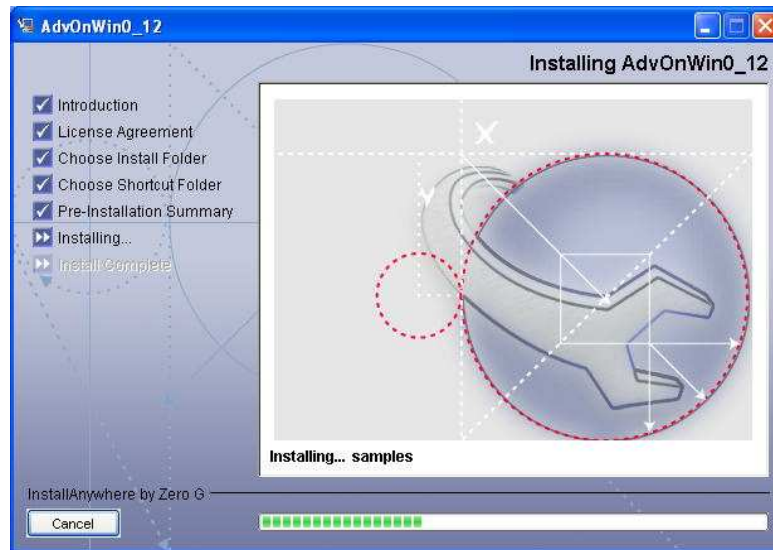 AdvOnWin0_12
Installing AdvOnWin0_12
Introduction
License Agreement
Choose Install Folder
Choose Shortcut Folder
Pre-Installation Summary
Installing...
Install Complete
X
Y
Installing... samples
InstallAnywhere by Zero G
Cancel